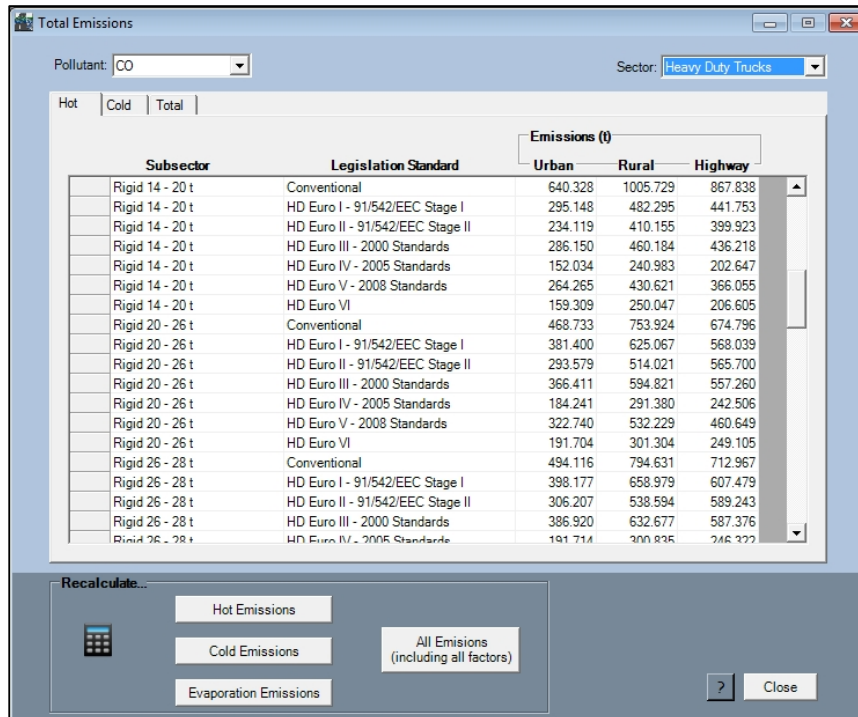 Total Emissions
Pollutant: CO Sector: Heavy Duty Trucks
Hot Cold Total
Emissions (t)
Subsector Legislation Standard Urban Rural Highway
Rigid 14 - 20 t Conventional 640.328 1005.729 867.838
Rigid 14 - 20 t HD Euro I - 91/542/EEC Stage I 295.148 482.295 441.753
Rigid 14 - 20 t HD Euro II - 91/542/EEC Stage II 234.119 410.155 399.923
Rigid 14 - 20 t HD Euro III - 2000 Standards 286.150 460.184 436.218
Rigid 14 - 20 t HD Euro IV - 2005 Standards 152.034 240.983 202.647
Rigid 14 - 20 t HD Euro V - 2008 Standards 264.265 430.621 366.055
Rigid 14 - 20 t HD Euro VI 159.309 250.047 206.605
Rigid 20 - 26 t Conventional 468.733 753.924 674.796
Rigid 20 - 26 t HD Euro I - 91/542/EEC Stage I 381.400 625.067 568.039
Rigid 20 - 26 t HD Euro II - 91/542/EEC Stage II 293.579 514.021 565.700
Rigid 20 - 26 t HD Euro III - 2000 Standards 366.411 594.821 557.260
Rigid 20 - 26 t HD Euro IV - 2005 Standards 184.241 291.380 242.506
Rigid 20 - 26 t HD Euro V - 2008 Standards 322.740 532.229 460.649
Rigid 20 - 26 t HD Euro VI 191.704 301.304 249.105
Rigid 26 - 28 t Conventional 494.116 794.631 712.967
Rigid 26 - 28 t HD Euro I - 91/542/EEC Stage I 398.177 658.979 607.479
Rigid 26 - 28 t HD Euro II - 91/542/EEC Stage II 306.207 538.594 589.243
Rigid 26 - 28 t HD Euro III - 2000 Standards 386.920 632.677 587.376
Rigid 26 - 28 t HD Euro IV - 2005 Standards 191.714 300.835 246.322
Recalculate...
Hot Emissions
Cold Emissions
All Emisions
(including all factors)
Evaporation Emissions
? Close